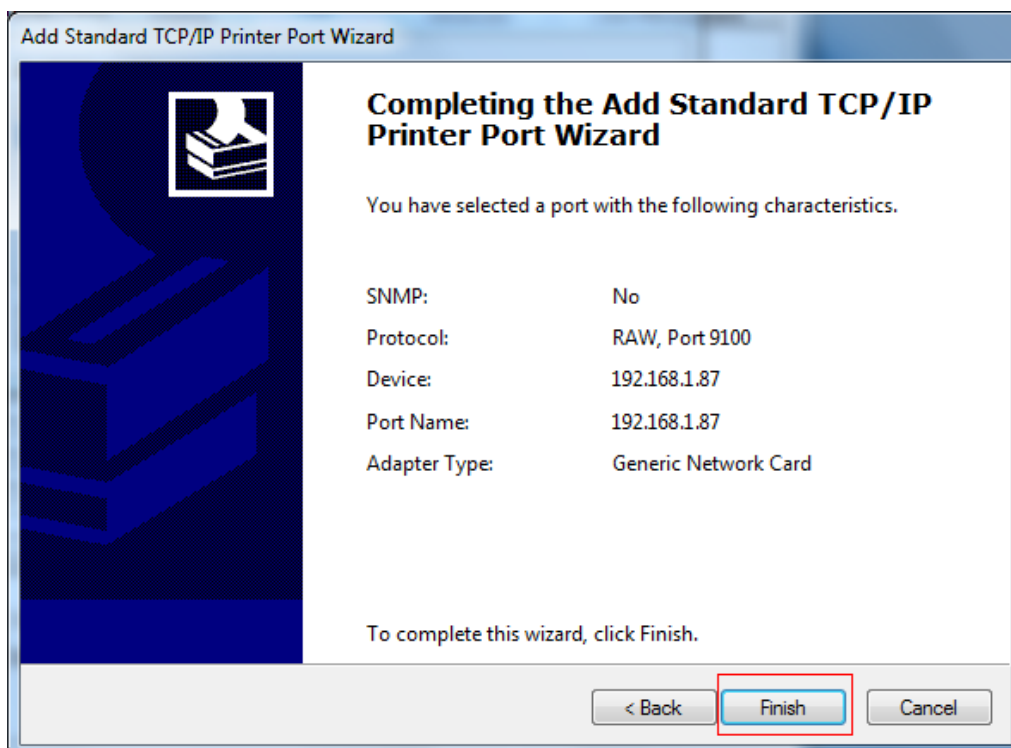 Add Standard TCP/IP Printer Port Wizard
Completing the Add Standard TCP/IP
Printer Port Wizard
You have selected a port with the following characteristics.
SNMP: No
Protocol: RAW, Port 9100
Device: 192.168.1.87
Port Name: 192.168.1.87
Adapter Type: Generic Network Card
To complete this wizard, click Finish.
< Back Finish Cancel